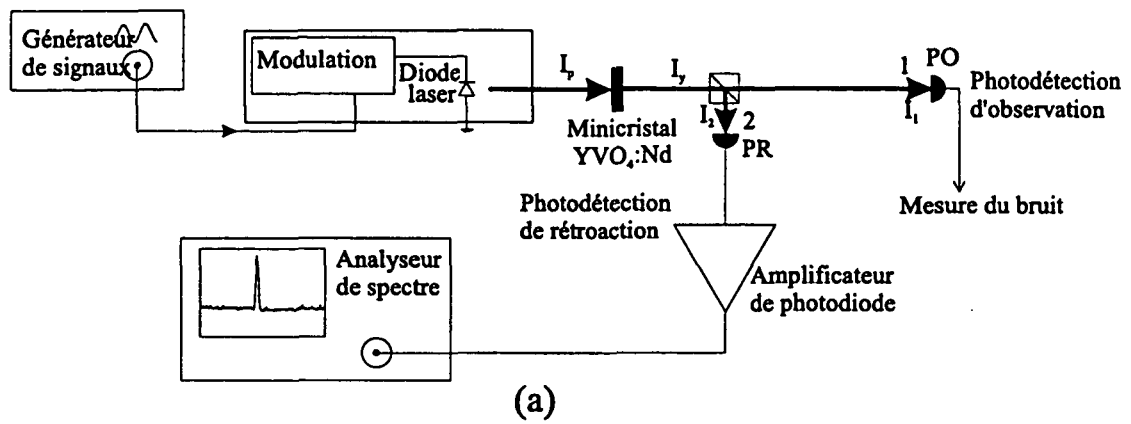 Générateur
de signaux
Modulation
Diode
laser
I_p
I_y
1
PO
Photodétection
d'observation
I_1
I_2
2
PR
Minicristal
YVO_4:Nd
Mesure du bruit
Photodétection
de rétroaction
Analyseur
de spectre
Amplificateur
de photodiode
(a)